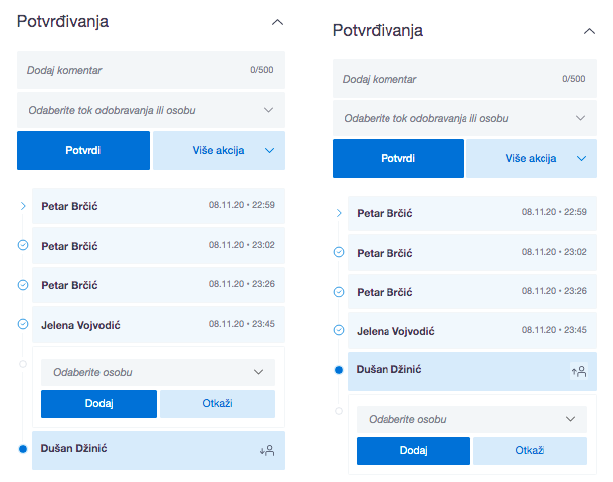 Potvrđivanja
Dodaj komentar 0/500
Odaberite tok odobravanja ili osobu
Potvrdi Više akcija
Petar Brčić 08.11.20 • 22:59
Petar Brčić 08.11.20 • 23:02
Petar Brčić 08.11.20 • 23:26
Jelena Vojvodić 08.11.20 • 23:45
Odaberite osobu
Dodaj Otkaži
Dušan Džinić
Potvrđivanja
Dodaj komentar 0/500
Odaberite tok odobravanja ili osobu
Potvrdi Više akcija
Petar Brčić 08.11.20 • 22:59
Petar Brčić 08.11.20 • 23:02
Petar Brčić 08.11.20 • 23:26
Jelena Vojvodić 08.11.20 • 23:45
Dušan Džinić
Odaberite osobu
Dodaj Otkaži